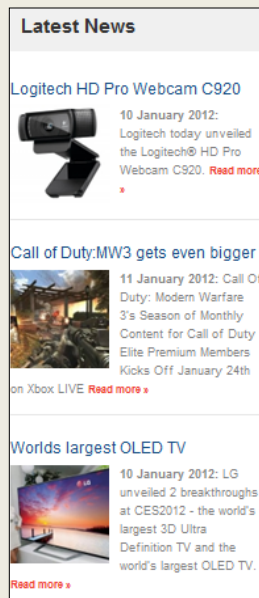 Latest News
Logitech HD Pro Webcam C920
10 January 2012:
Logitech today unveiled
the Logitech® HD Pro
Webcam C920. Read more
»
Call of Duty:MW3 gets even bigger
11 January 2012: Call Of
Duty: Modern Warfare
3's Season of Monthly
Content for Call of Duty
Elite Premium Members
Kicks Off January 24th
on Xbox LIVE Read more »
Worlds largest OLED TV
10 January 2012: LG
unveiled 2 breakthroughs
at CES2012 - the world's
largest 3D Ultra
Definition TV and the
world's largest OLED TV.
Read more »